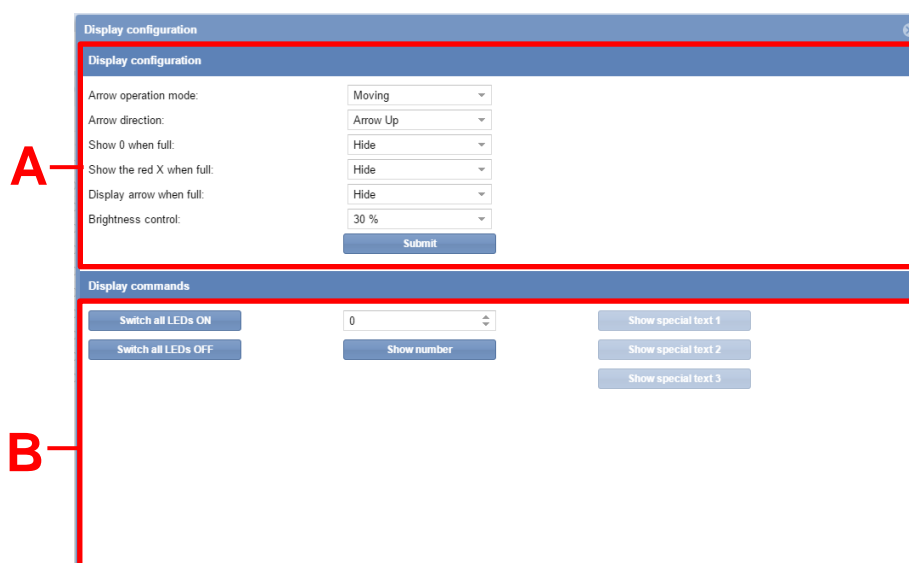 Display configuration
Display configuration
Arrow operation mode: Moving
Arrow direction: Arrow Up
Show 0 when full: Hide
A
Show the red X when full: Hide
Display arrow when full: Hide
Brightness control: 30 %
Submit
Display commands
Switch all LEDs ON 0 Show special text 1
Switch all LEDs OFF Show number Show special text 2
Show special text 3
B